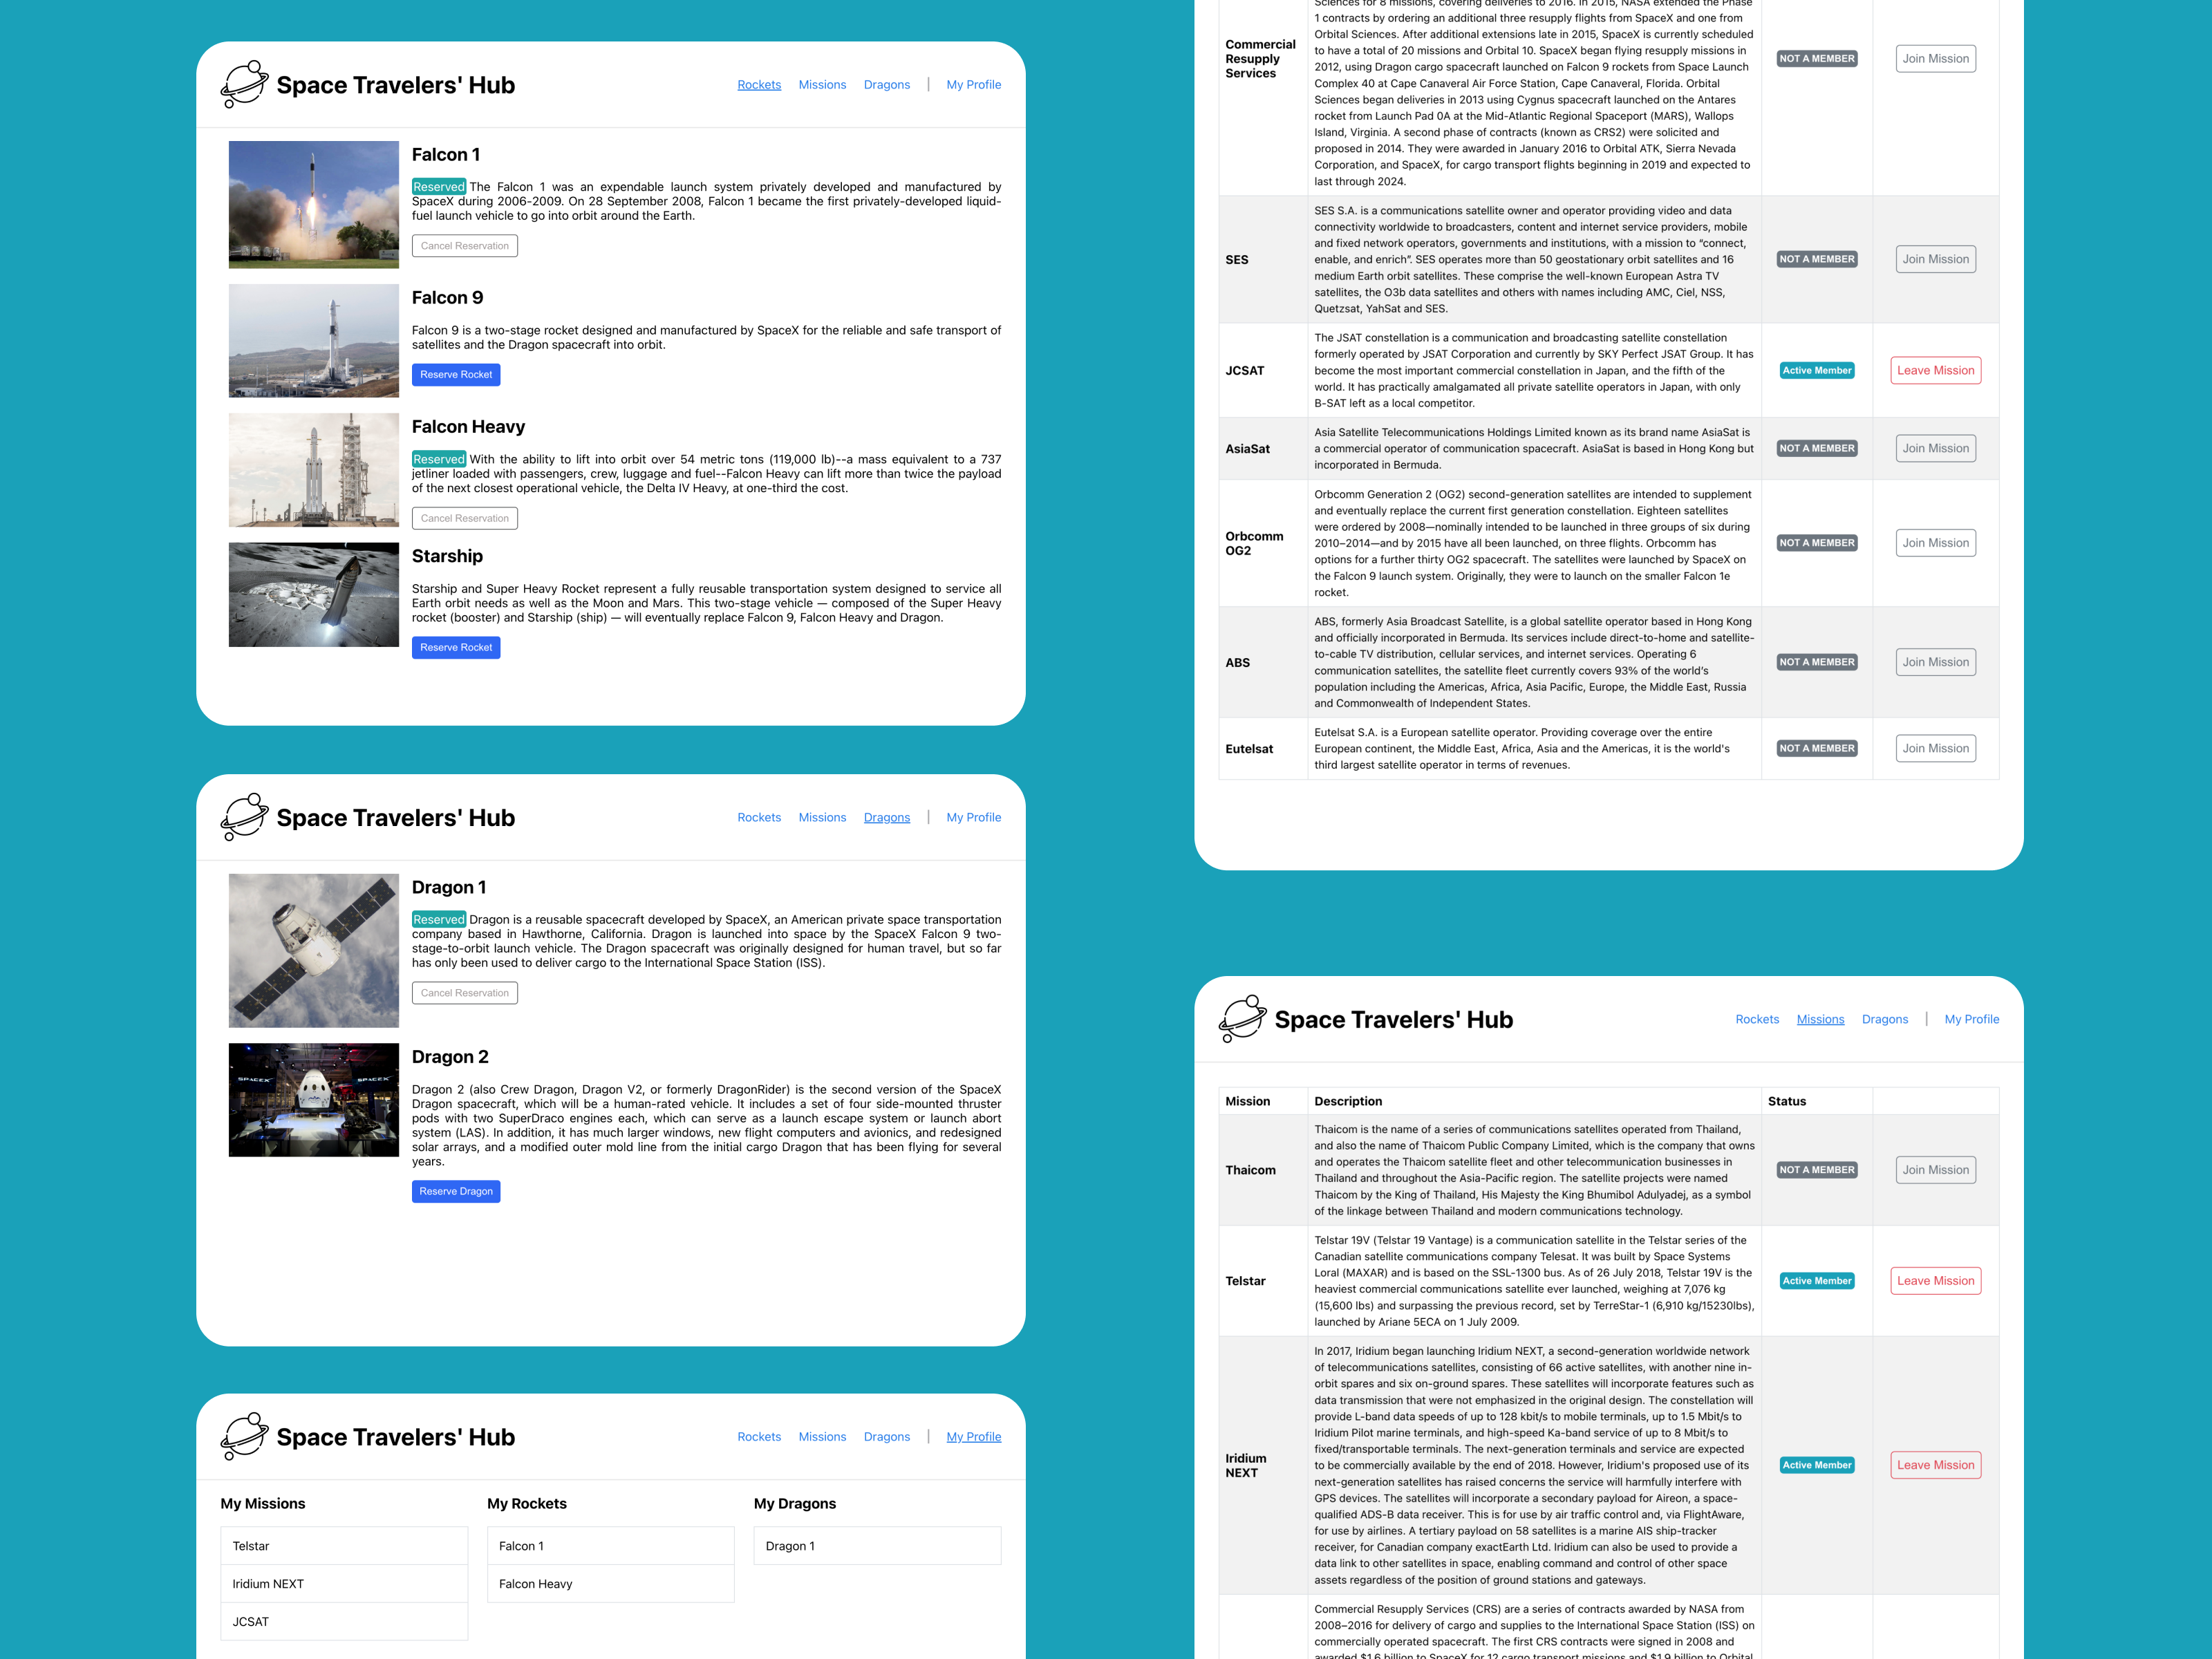 Space Travelers' Hub
Rockets Missions Dragons | My Profile
Falcon 1
Reserved The Falcon 1 was an expendable launch system privately developed and manufactured by
SpaceX during 2006-2009. On 28 September 2008, Falcon 1 became the first privately-developed liquid-
fuel launch vehicle to go into orbit around the Earth.
Cancel Reservation
Falcon 9
Falcon 9 is a two-stage rocket designed and manufactured by SpaceX for the reliable and safe transport of
satellites and the Dragon spacecraft into orbit.
Reserve Rocket
Falcon Heavy
Reserved With the ability to lift into orbit over 54 metric tons (119,000 lb)--a mass equivalent to a 737
jetliner loaded with passengers, crew, luggage and fuel--Falcon Heavy can lift more than twice the payload
of the next closest operational vehicle, the Delta IV Heavy, at one-third the cost.
Cancel Reservation
Starship
Starship and Super Heavy Rocket represent a fully reusable transportation system designed to service all
Earth orbit needs as well as the Moon and Mars. This two-stage vehicle — composed of the Super Heavy
rocket (booster) and Starship (ship) — will eventually replace Falcon 9, Falcon Heavy and Dragon.
Reserve Rocket
Space Travelers' Hub
Rockets Missions Dragons | My Profile
Dragon 1
Reserved Dragon is a reusable spacecraft developed by SpaceX, an American private space transportation
company based in Hawthorne, California. Dragon is launched into space by the SpaceX Falcon 9 two-
stage-to-orbit launch vehicle. The Dragon spacecraft was originally designed for human travel, but so far
has only been used to deliver cargo to the International Space Station (ISS).
Cancel Reservation
SPACEX
SPACEX
Dragon 2
Dragon 2 (also Crew Dragon, Dragon V2, or formerly DragonRider) is the second version of the SpaceX
Dragon spacecraft, which will be a human-rated vehicle. It includes a set of four side-mounted thruster
pods with two SuperDraco engines each, which can serve as a launch escape system or launch abort
system (LAS). In addition, it has much larger windows, new flight computers and avionics, and redesigned
solar arrays, and a modified outer mold line from the initial cargo Dragon that has been flying for several
years.
Reserve Dragon
Space Travelers' Hub
Rockets Missions Dragons | My Profile
My Missions
Telstar
Iridium NEXT
JCSAT
My Rockets
Falcon 1
Falcon Heavy
My Dragons
Dragon 1
Commercial
Resupply
Services
Sciences for 8 missions, covering deliveries to 2016. In 2015, NASA extended the Phase
1 contracts by ordering an additional three resupply flights from SpaceX and one from
Orbital Sciences. After additional extensions late in 2015, SpaceX is currently scheduled
to have a total of 20 missions and Orbital 10. SpaceX began flying resupply missions in
2012, using Dragon cargo spacecraft launched on Falcon 9 rockets from Space Launch
Complex 40 at Cape Canaveral Air Force Station, Cape Canaveral, Florida. Orbital
Sciences began deliveries in 2013 using Cygnus spacecraft launched on the Antares
rocket from Launch Pad 0A at the Mid-Atlantic Regional Spaceport (MARS), Wallops
Island, Virginia. A second phase of contracts (known as CRS2) were solicited and
proposed in 2014. They were awarded in January 2016 to Orbital ATK, Sierra Nevada
Corporation, and SpaceX, for cargo transport flights beginning in 2019 and expected to
last through 2024.
NOT A MEMBER
Join Mission
SES
SES S.A. is a communications satellite owner and operator providing video and data
connectivity worldwide to broadcasters, content and internet service providers, mobile
and fixed network operators, governments and institutions, with a mission to “connect,
enable, and enrich”. SES operates more than 50 geostationary orbit satellites and 16
medium Earth orbit satellites. These comprise the well-known European Astra TV
satellites, the O3b data satellites and others with names including AMC, Ciel, NSS,
Quetzsat, YahSat and SES.
NOT A MEMBER
Join Mission
JCSAT
The JSAT constellation is a communication and broadcasting satellite constellation
formerly operated by JSAT Corporation and currently by SKY Perfect JSAT Group. It has
become the most important commercial constellation in Japan, and the fifth of the
world. It has practically amalgamated all private satellite operators in Japan, with only
B-SAT left as a local competitor.
Active Member
Leave Mission
AsiaSat
Asia Satellite Telecommunications Holdings Limited known as its brand name AsiaSat is
a commercial operator of communication spacecraft. AsiaSat is based in Hong Kong but
incorporated in Bermuda.
NOT A MEMBER
Join Mission
Orbcomm
OG2
Orbcomm Generation 2 (OG2) second-generation satellites are intended to supplement
and eventually replace the current first generation constellation. Eighteen satellites
were ordered by 2008—nominally intended to be launched in three groups of six during
2010–2014—and by 2015 have all been launched, on three flights. Orbcomm has
options for a further thirty OG2 spacecraft. The satellites were launched by SpaceX on
the Falcon 9 launch system. Originally, they were to launch on the smaller Falcon 1e
rocket.
NOT A MEMBER
Join Mission
ABS
ABS, formerly Asia Broadcast Satellite, is a global satellite operator based in Hong Kong
and officially incorporated in Bermuda. Its services include direct-to-home and satellite-
to-cable TV distribution, cellular services, and internet services. Operating 6
communication satellites, the satellite fleet currently covers 93% of the world’s
population including the Americas, Africa, Asia Pacific, Europe, the Middle East, Russia
and Commonwealth of Independent States.
NOT A MEMBER
Join Mission
Eutelsat
Eutelsat S.A. is a European satellite operator. Providing coverage over the entire
European continent, the Middle East, Africa, Asia and the Americas, it is the world's
third largest satellite operator in terms of revenues.
NOT A MEMBER
Join Mission
Space Travelers' Hub
Rockets Missions Dragons | My Profile
Mission Description Status
Thaicom
Thaicom is the name of a series of communications satellites operated from Thailand,
and also the name of Thaicom Public Company Limited, which is the company that owns
and operates the Thaicom satellite fleet and other telecommunication businesses in
Thailand and throughout the Asia-Pacific region. The satellite projects were named
Thaicom by the King of Thailand, His Majesty the King Bhumibol Adulyadej, as a symbol
of the linkage between Thailand and modern communications technology.
NOT A MEMBER
Join Mission
Telstar
Telstar 19V (Telstar 19 Vantage) is a communication satellite in the Telstar series of the
Canadian satellite communications company Telesat. It was built by Space Systems
Loral (MAXAR) and is based on the SSL-1300 bus. As of 26 July 2018, Telstar 19V is the
heaviest commercial communications satellite ever launched, weighing at 7,076 kg
(15,600 lbs) and surpassing the previous record, set by TerreStar-1 (6,910 kg/15230lbs),
launched by Ariane 5ECA on 1 July 2009.
Active Member
Leave Mission
Iridium
NEXT
In 2017, Iridium began launching Iridium NEXT, a second-generation worldwide network
of telecommunications satellites, consisting of 66 active satellites, with another nine in-
orbit spares and six on-ground spares. These satellites will incorporate features such as
data transmission that were not emphasized in the original design. The constellation will
provide L-band data speeds of up to 128 kbit/s to mobile terminals, up to 1.5 Mbit/s to
Iridium Pilot marine terminals, and high-speed Ka-band service of up to 8 Mbit/s to
fixed/transportable terminals. The next-generation terminals and service are expected
to be commercially available by the end of 2018. However, Iridium's proposed use of its
next-generation satellites has raised concerns the service will harmfully interfere with
GPS devices. The satellites will incorporate a secondary payload for Aireon, a space-
qualified ADS-B data receiver. This is for use by air traffic control and, via FlightAware,
for use by airlines. A tertiary payload on 58 satellites is a marine AIS ship-tracker
receiver, for Canadian company exactEarth Ltd. Iridium can also be used to provide a
data link to other satellites in space, enabling command and control of other space
assets regardless of the position of ground stations and gateways.
Active Member
Leave Mission
Commercial Resupply Services (CRS) are a series of contracts awarded by NASA from
2008–2016 for delivery of cargo and supplies to the International Space Station (ISS) on
commercially operated spacecraft. The first CRS contracts were signed in 2008 and
awarded $1.6 billion to SpaceX for 12 cargo transport missions and $1.9 billion to Orbital